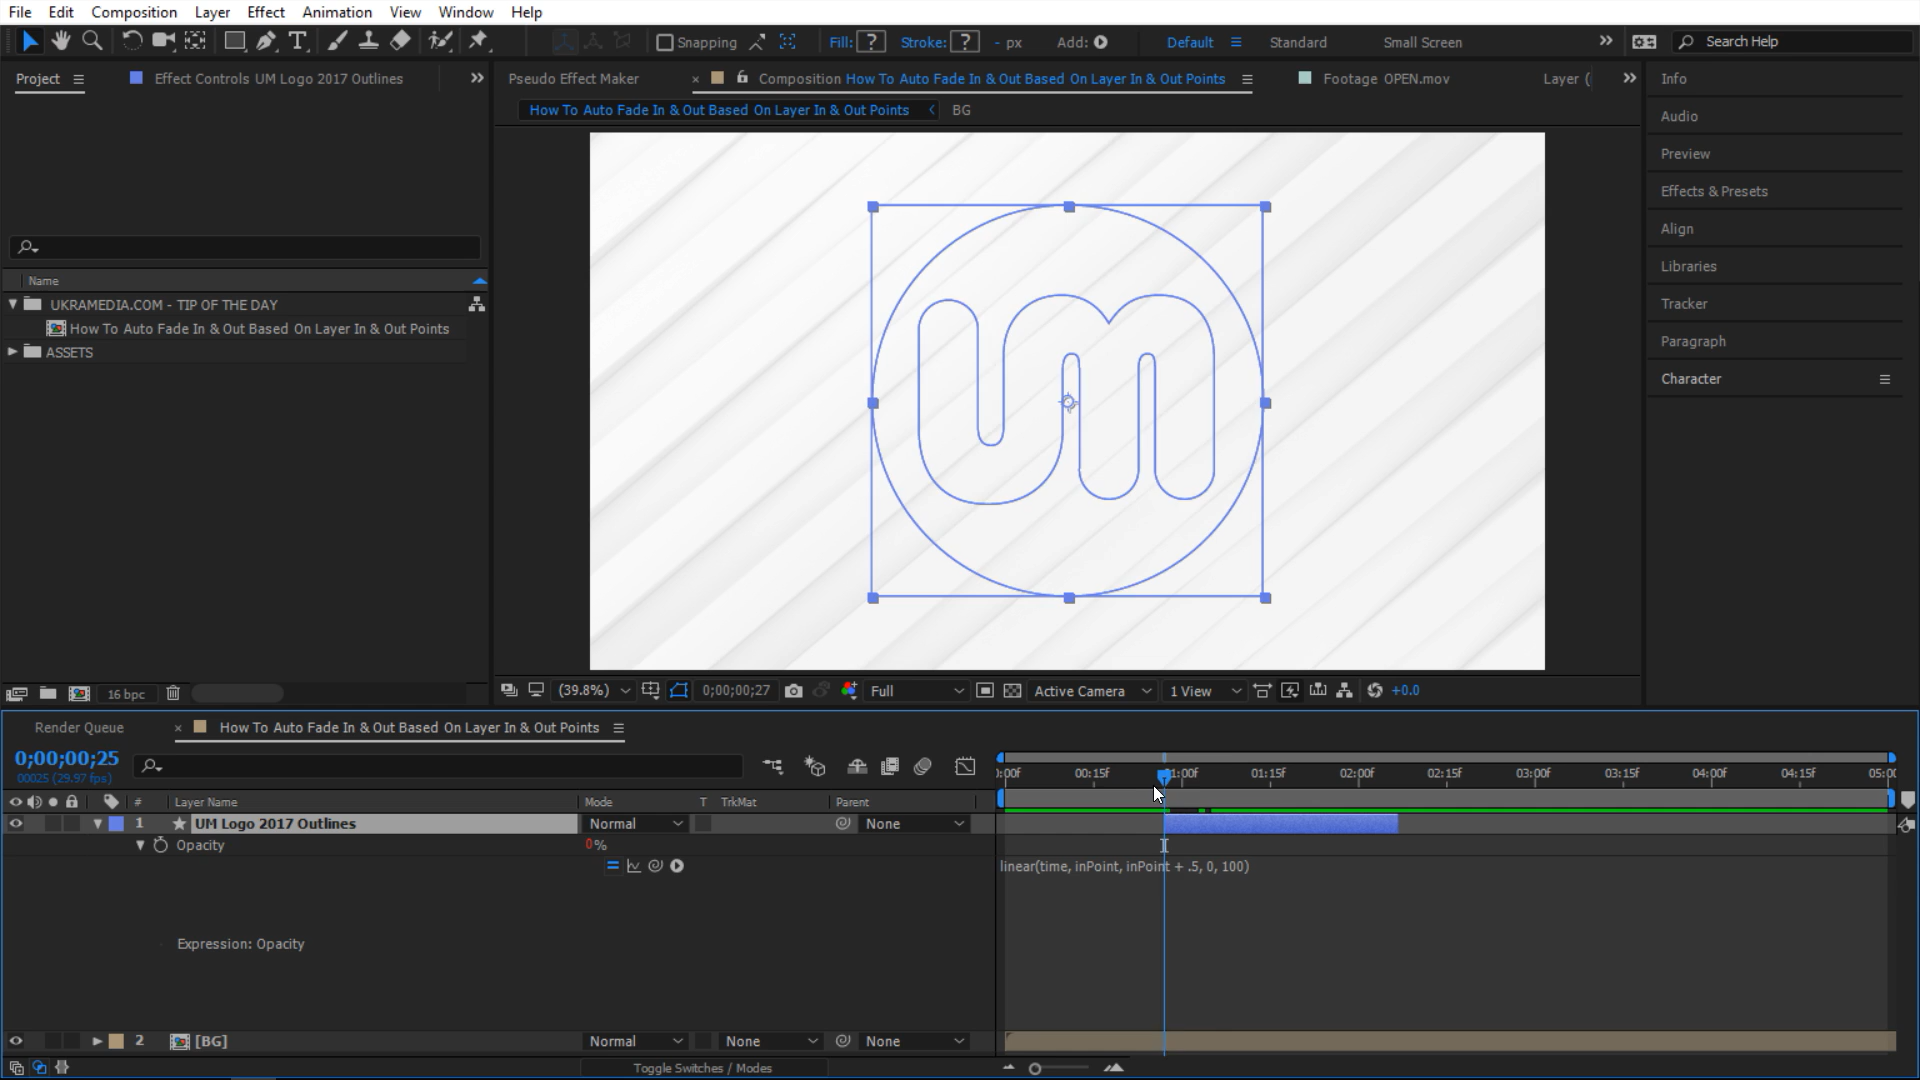 File Edit Composition Layer Effect Animation View Window Help
Snapping Fill: ? Stroke: ? - px Add: Default Standard Small Screen Search Help
Project Effect Controls UM Logo 2017 Outlines
Pseudo Effect Maker Composition How To Auto Fade In & Out Based On Layer In & Out Points Footage OPEN.mov Layer (
How To Auto Fade In & Out Based On Layer In & Out Points BG
Info
Audio
Preview
Effects & Presets
Align
Libraries
Tracker
Paragraph
Character
Name
UKRAMEDIA.COM - TIP OF THE DAY
How To Auto Fade In & Out Based On Layer In & Out Points
ASSETS
um
16 bpc
(39.8%) 0;00;00;27 Full Active Camera 1 View +0.0
Render Queue How To Auto Fade In & Out Based On Layer In & Out Points
0;00;00;25
00025 (29.97 fps)
:00f 00:15f 01:00f 01:15f 02:00f 02:15f 03:00f 03:15f 04:00f 04:15f 05:00
# Layer Name Mode T TrkMat Parent
1 UM Logo 2017 Outlines Normal None
Opacity 0%
linear(time, inPoint, inPoint + .5, 0, 100)
Expression: Opacity
2 [BG] Normal None None
Toggle Switches / Modes